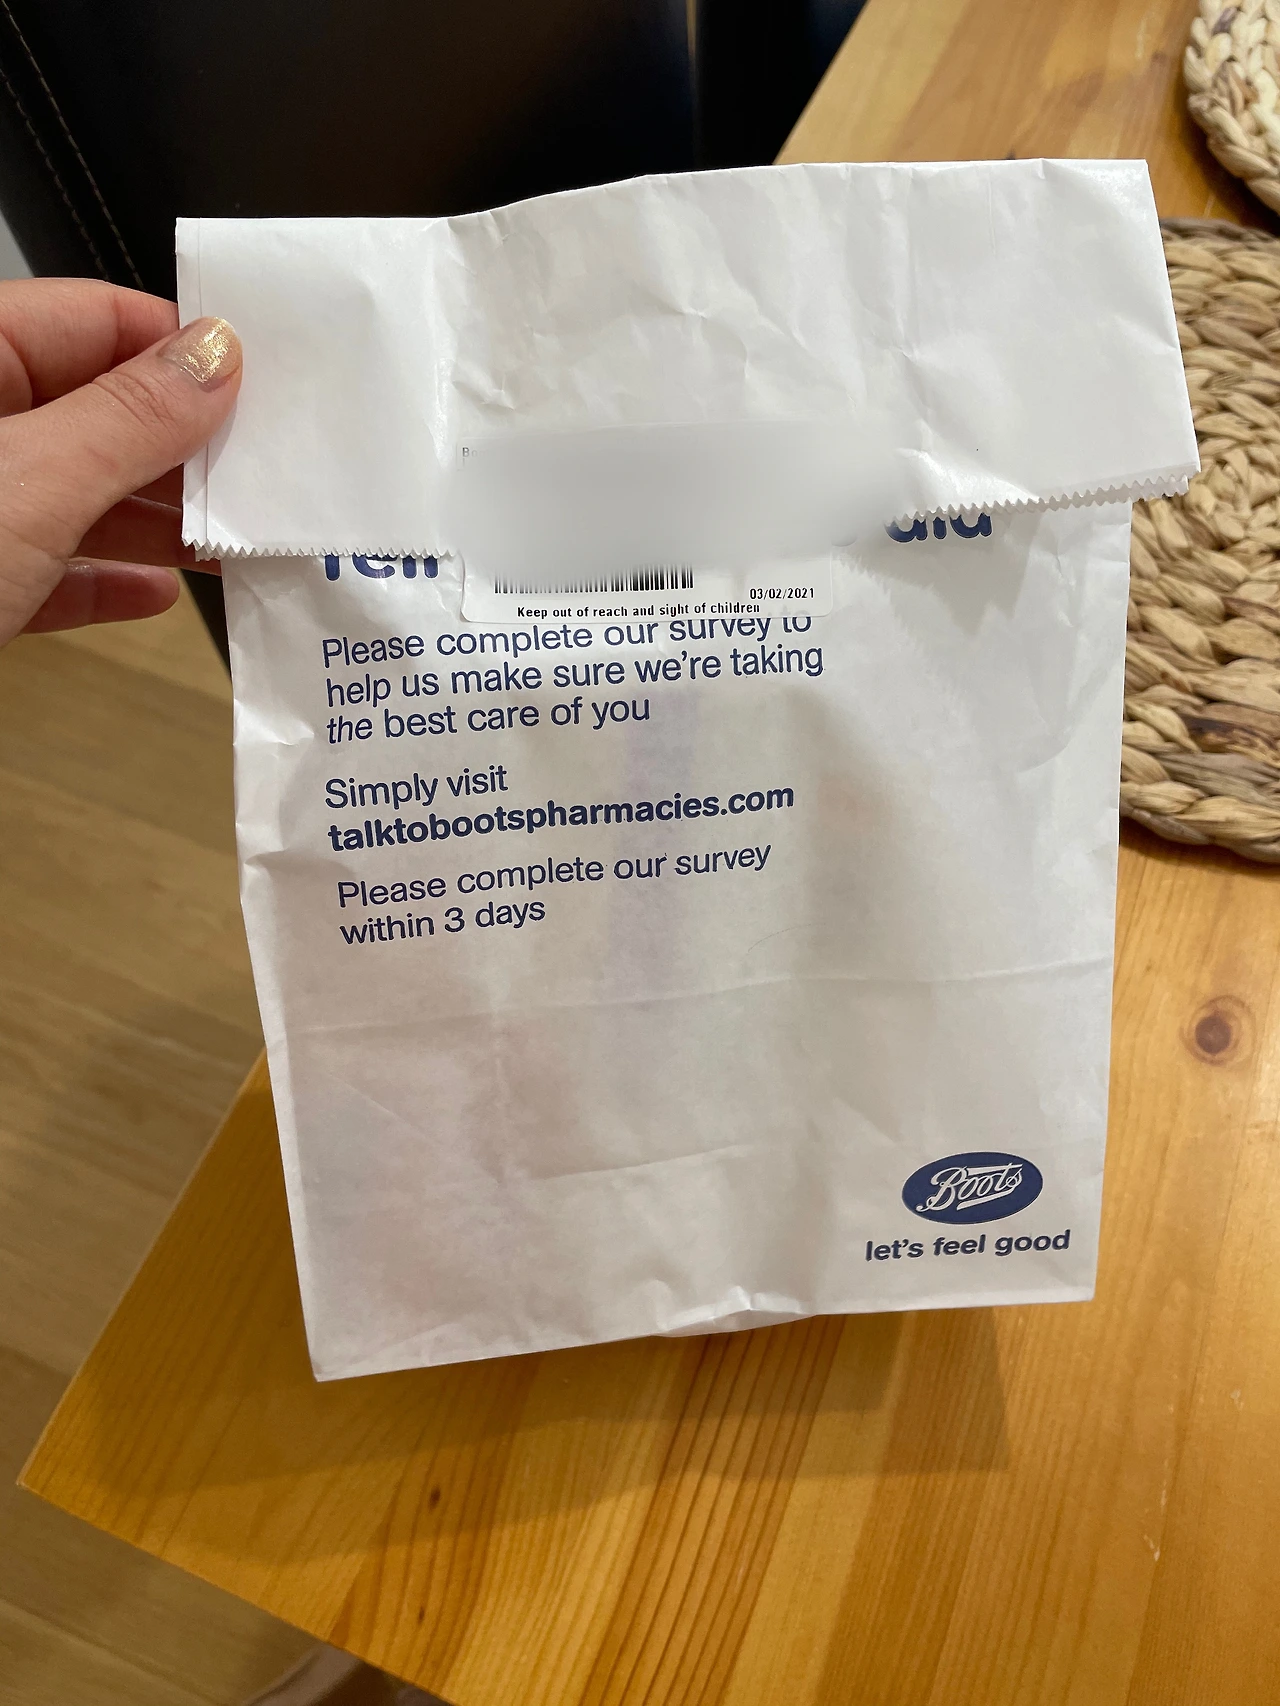 03/02/2021
Keep out of reach and sight of children
Please complete our survey to
help us make sure we're taking
the best care of you
Simply visit
talktobootspharmacies.com
Please complete our survey
within 3 days
Boots
let's feel good